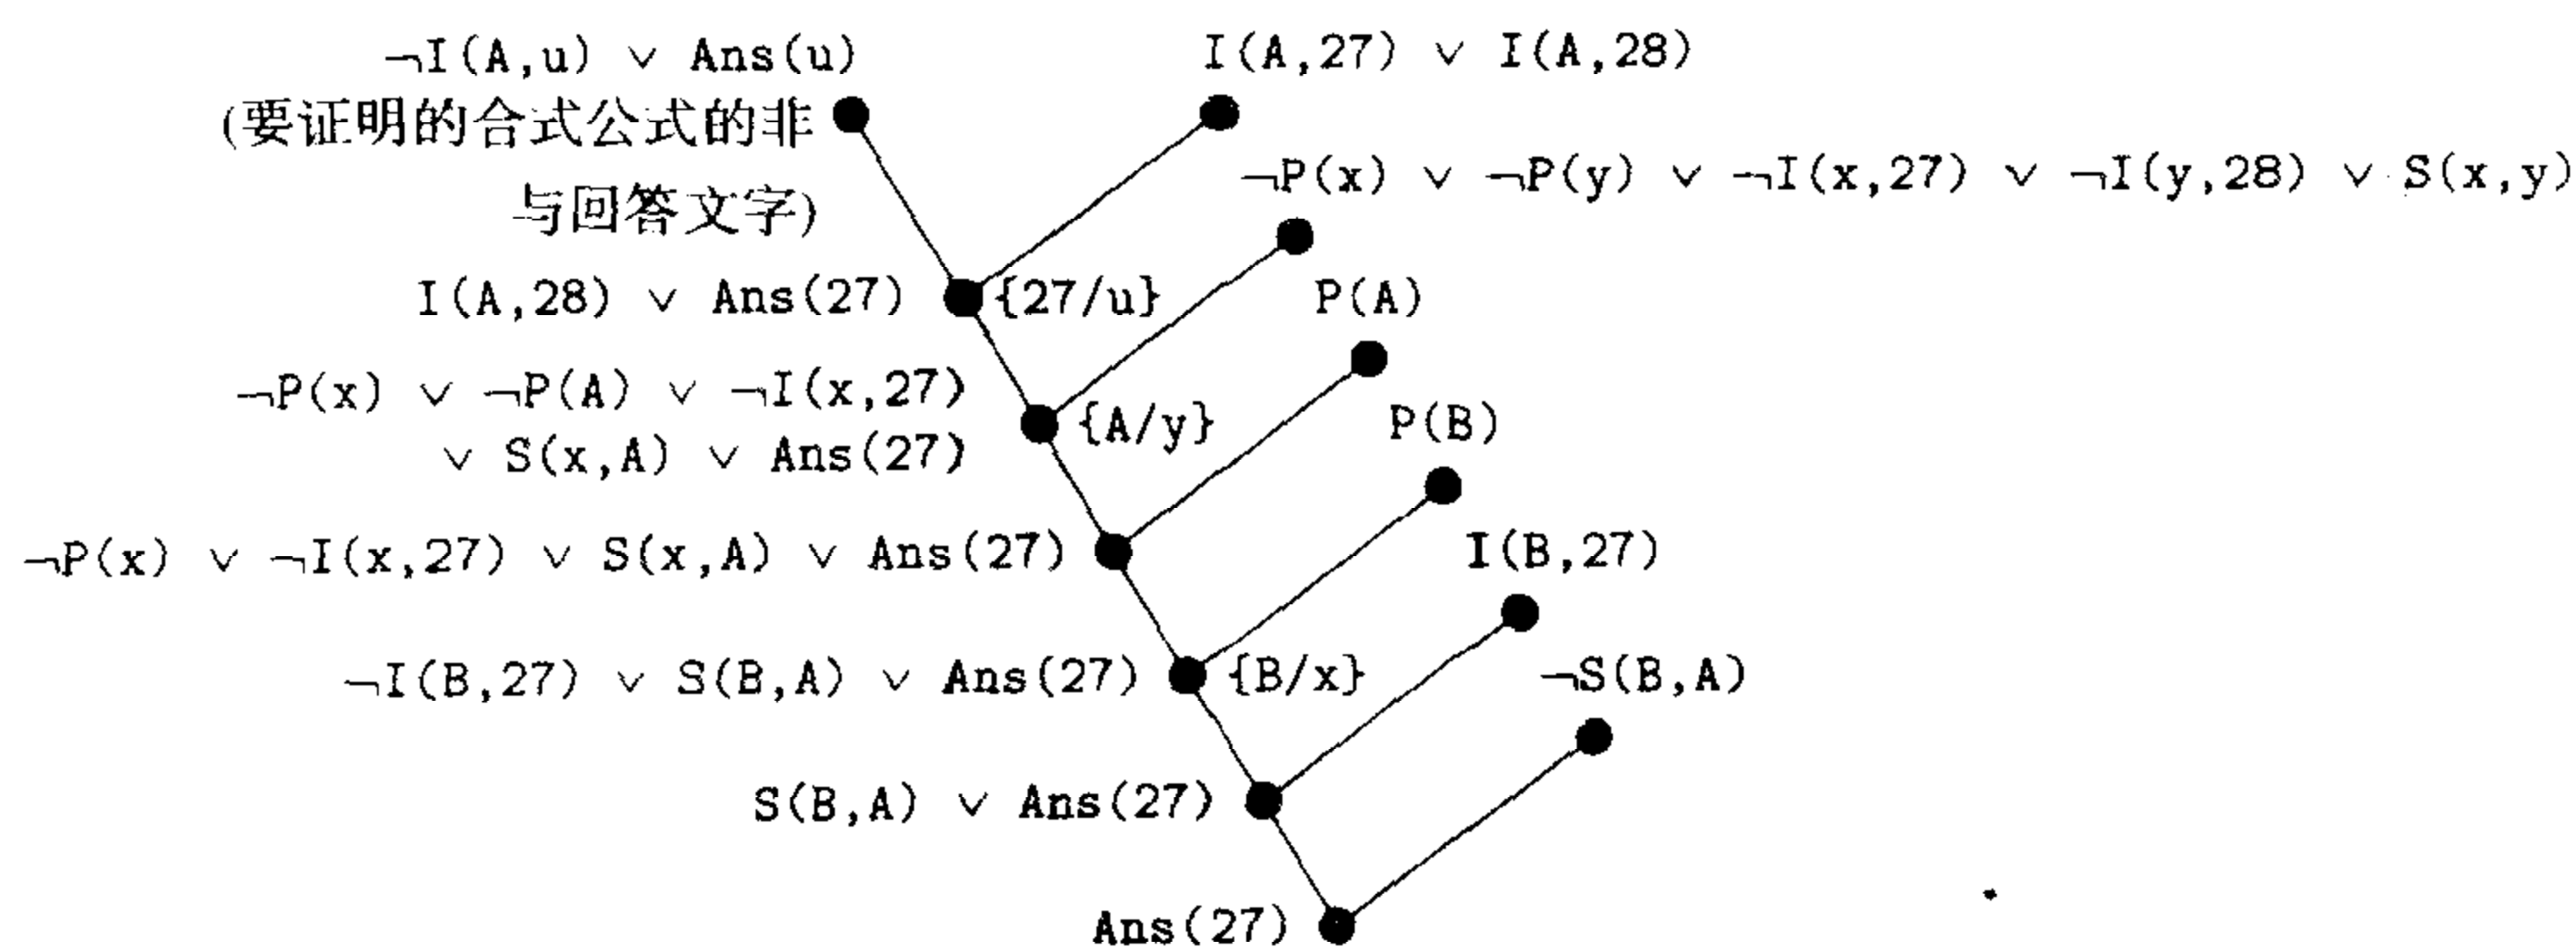 ¬I(A,u) ∨ Ans(u)
I(A,27) ∨ I(A,28)
(要证明的合式公式的非
与回答文字)
¬P(x) ∨ ¬P(y) ∨ ¬I(x,27) ∨ ¬I(y,28) ∨ S(x,y)
I(A,28) ∨ Ans(27)
{27/u}
P(A)
¬P(x) ∨ ¬P(A) ∨ ¬I(x,27)
∨ S(x,A) ∨ Ans(27)
{A/y}
P(B)
¬P(x) ∨ ¬I(x,27) ∨ S(x,A) ∨ Ans(27)
I(B,27)
¬I(B,27) ∨ S(B,A) ∨ Ans(27)
{B/x}
¬S(B,A)
S(B,A) ∨ Ans(27)
Ans(27)